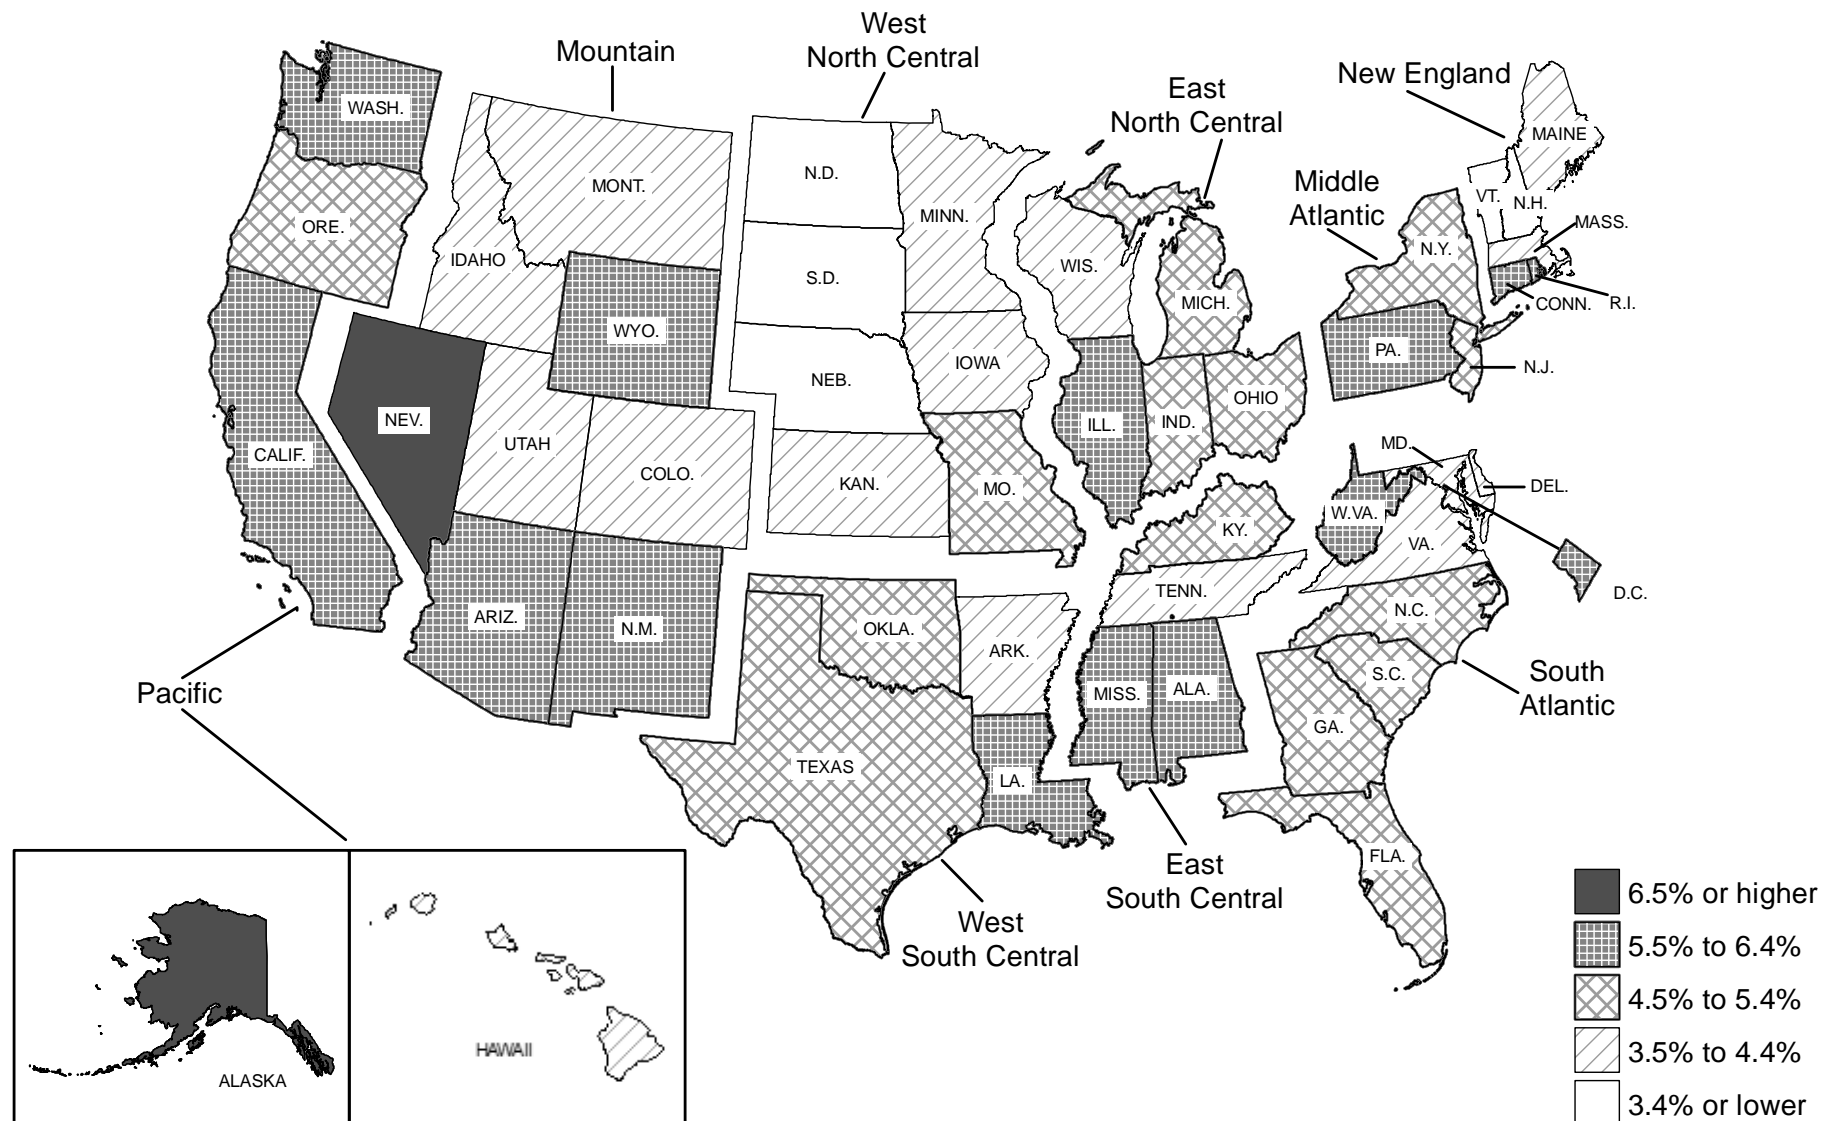 West
North Central
Mountain
New England
East
North Central
WASH.
MAINE
MONT.
N.D.
Middle
Atlantic
VT.
N.H.
MINN.
MASS.
ORE.
N.Y.
IDAHO
S.D.
WIS.
MICH.
CONN.
R.I.
WYO.
PA.
IOWA
N.J.
NEB.
OHIO
NEV.
ILL.
IND.
UTAH
MD.
CALIF.
COLO.
KAN.
MO.
DEL.
W.VA.
KY.
VA.
TENN.
D.C.
ARIZ.
N.M.
OKLA.
N.C.
ARK.
S.C.
South
Atlantic
Pacific
MISS.
ALA.
GA.
TEXAS
LA.
FLA.
East
South Central
West
South Central
6.5% or higher
5.5% to 6.4%
4.5% to 5.4%
3.5% to 4.4%
3.4% or lower
HAWAII
ALASKA